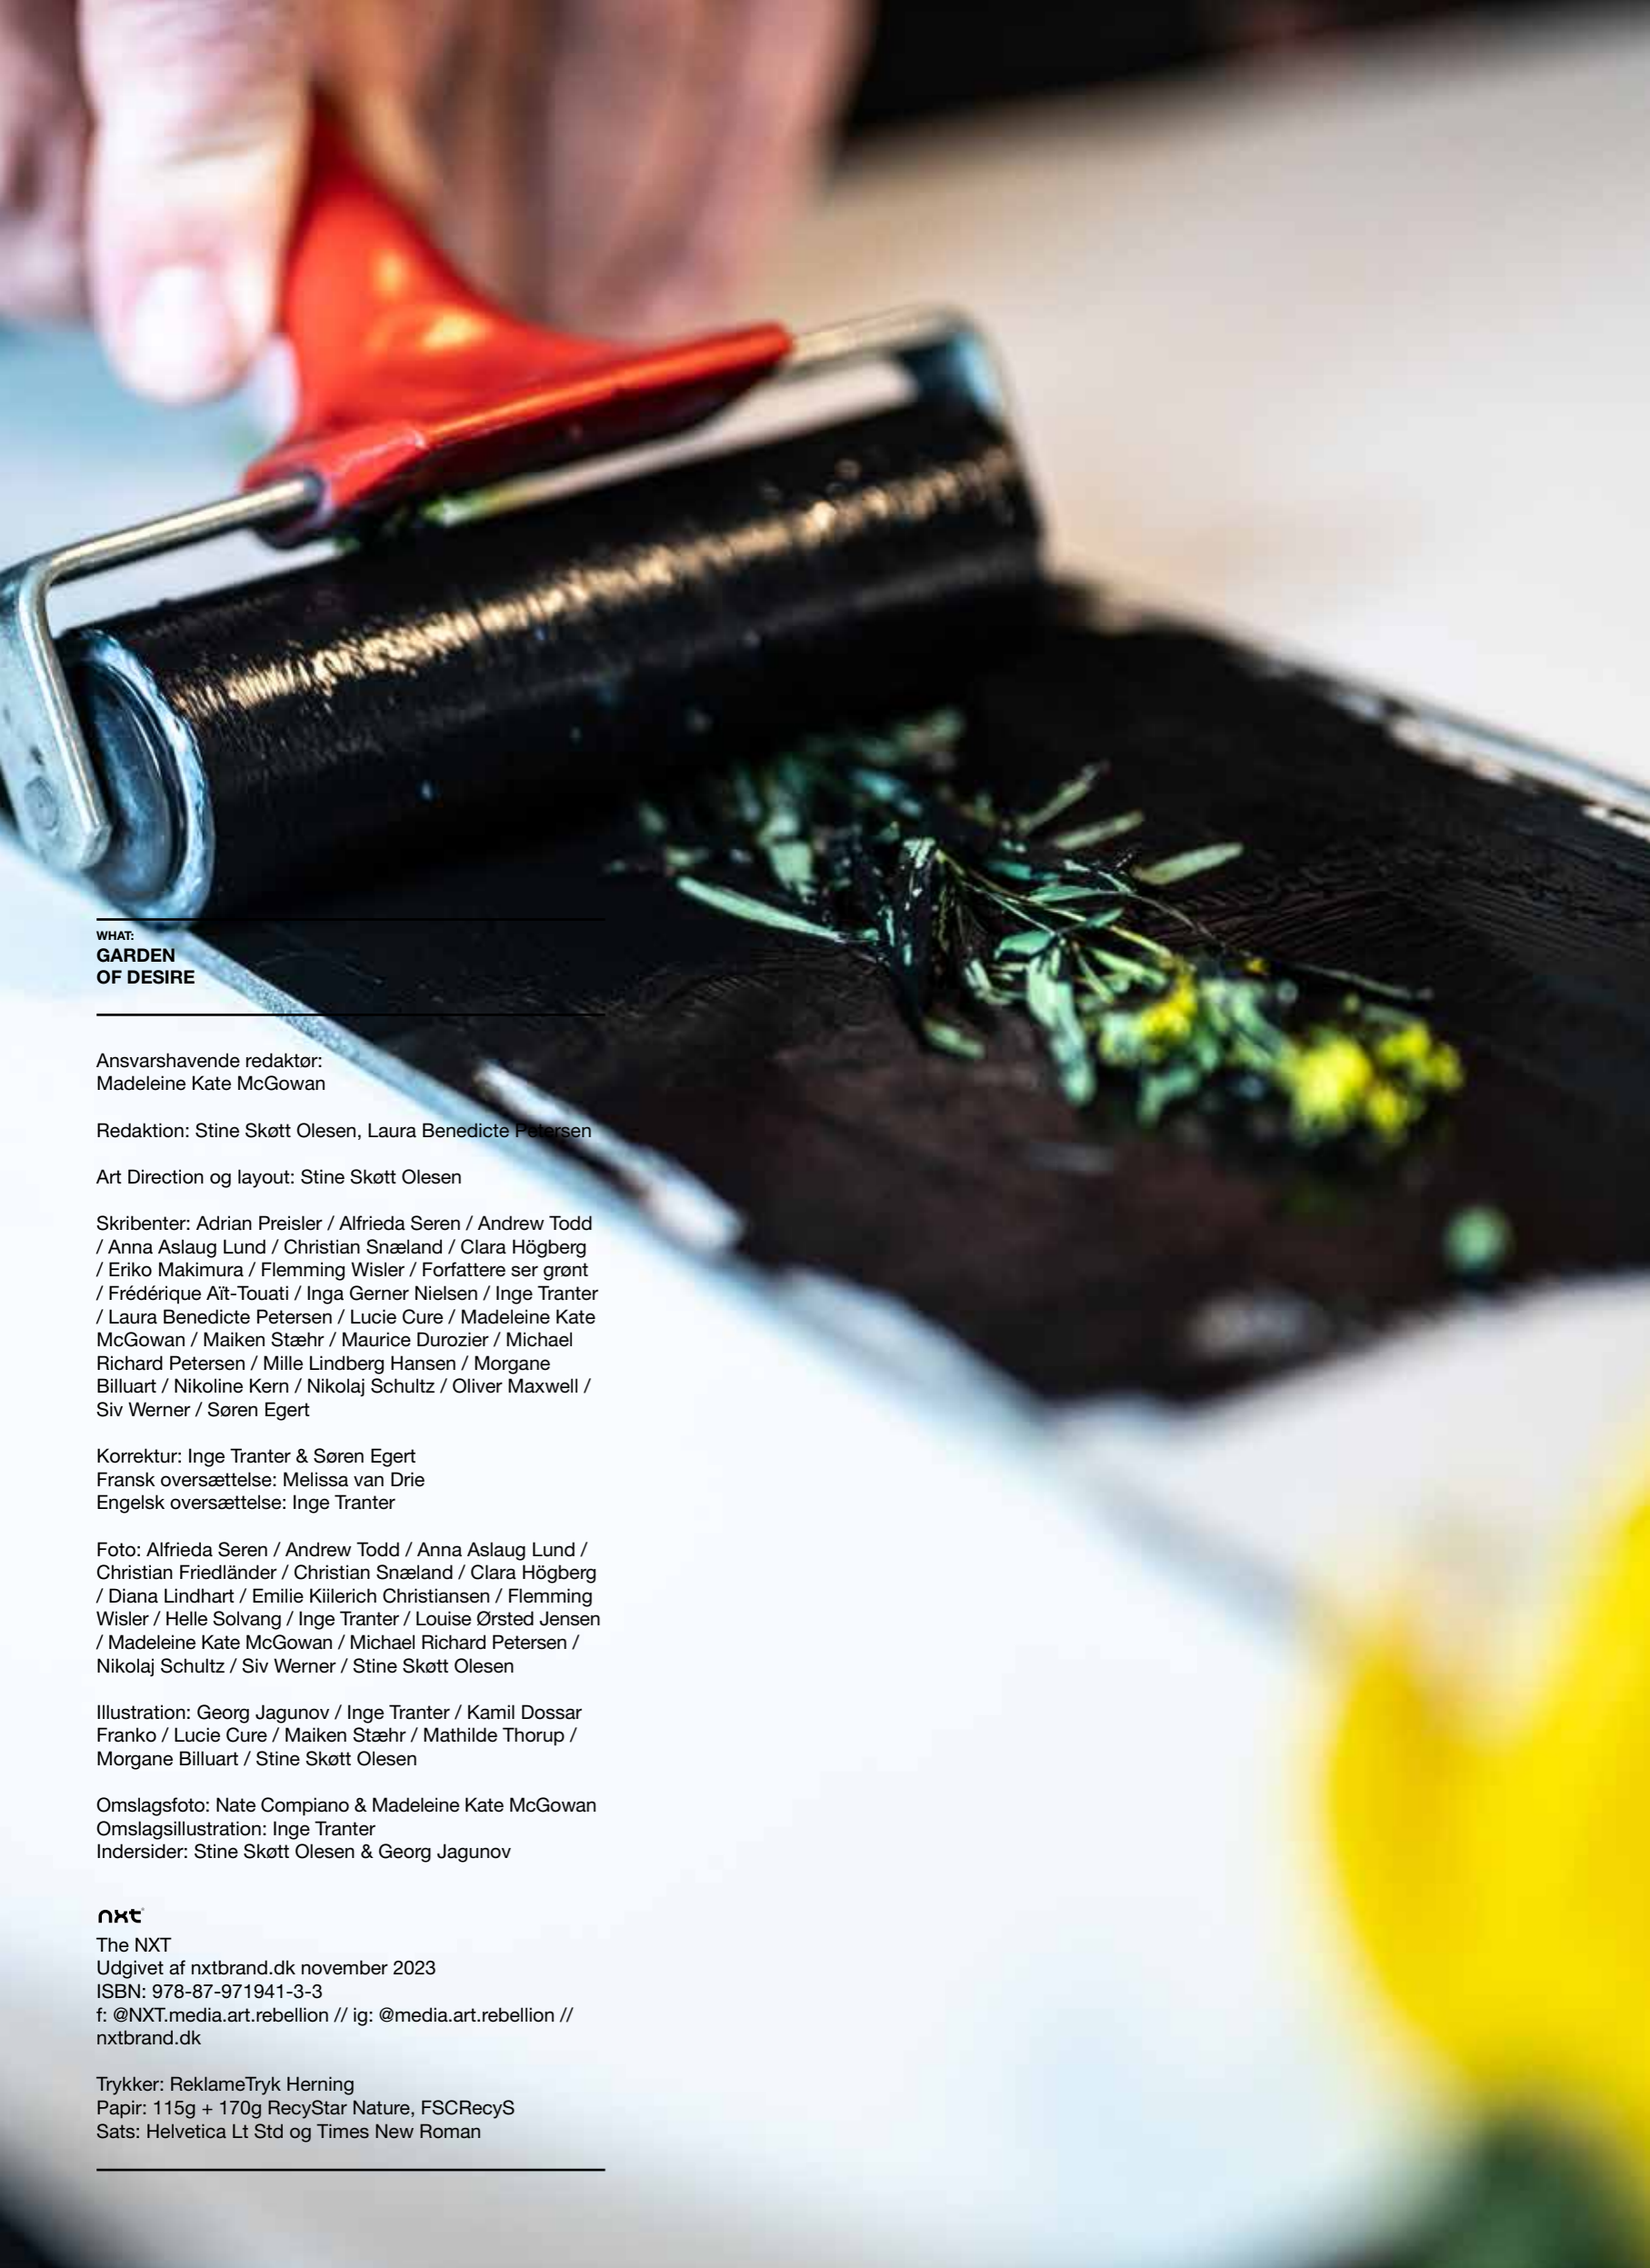 WHAT:
GARDEN
OF DESIRE
Ansvarshavende redaktør:
Madeleine Kate McGowan
Redaktion: Stine Skøtt Olesen, Laura Benedicte Petersen
Art Direction og layout: Stine Skøtt Olesen
Skribenter: Adrian Preisler / Alfrieda Seren / Andrew Todd
/ Anna Aslaug Lund / Christian Snæland / Clara Högberg
/ Eriko Makimura / Flemming Wisler / Forfattere ser grønt
/ Frédérique Aït-Touati / Inga Gerner Nielsen / Inge Tranter
/ Laura Benedicte Petersen / Lucie Cure / Madeleine Kate
McGowan / Maiken Stæhr / Maurice Durozier / Michael
Richard Petersen / Mille Lindberg Hansen / Morgane
Billuart / Nikoline Kern / Nikolaj Schultz / Oliver Maxwell /
Siv Werner / Søren Egert
Korrektur: Inge Tranter & Søren Egert
Fransk oversættelse: Melissa van Drie
Engelsk oversættelse: Inge Tranter
Foto: Alfrieda Seren / Andrew Todd / Anna Aslaug Lund /
Christian Friedländer / Christian Snæland / Clara Högberg
/ Diana Lindhart / Emilie Kiilerich Christiansen / Flemming
Wisler / Helle Solvang / Inge Tranter / Louise Ørsted Jensen
/ Madeleine Kate McGowan / Michael Richard Petersen /
Nikolaj Schultz / Siv Werner / Stine Skøtt Olesen
Illustration: Georg Jagunov / Inge Tranter / Kamil Dossar
Franko / Lucie Cure / Maiken Stæhr / Mathilde Thorup /
Morgane Billuart / Stine Skøtt Olesen
Omslagsfoto: Nate Compiano & Madeleine Kate McGowan
Omslagsillustration: Inge Tranter
Indersider: Stine Skøtt Olesen & Georg Jagunov
nxt
The NXT
Udgivet af nxtbrand.dk november 2023
ISBN: 978-87-971941-3-3
f: @NXT.media.art.rebellion // ig: @media.art.rebellion //
nxtbrand.dk
Trykker: ReklameTryk Herning
Papir: 115g + 170g RecyStar Nature, FSCRecyS
Sats: Helvetica Lt Std og Times New Roman